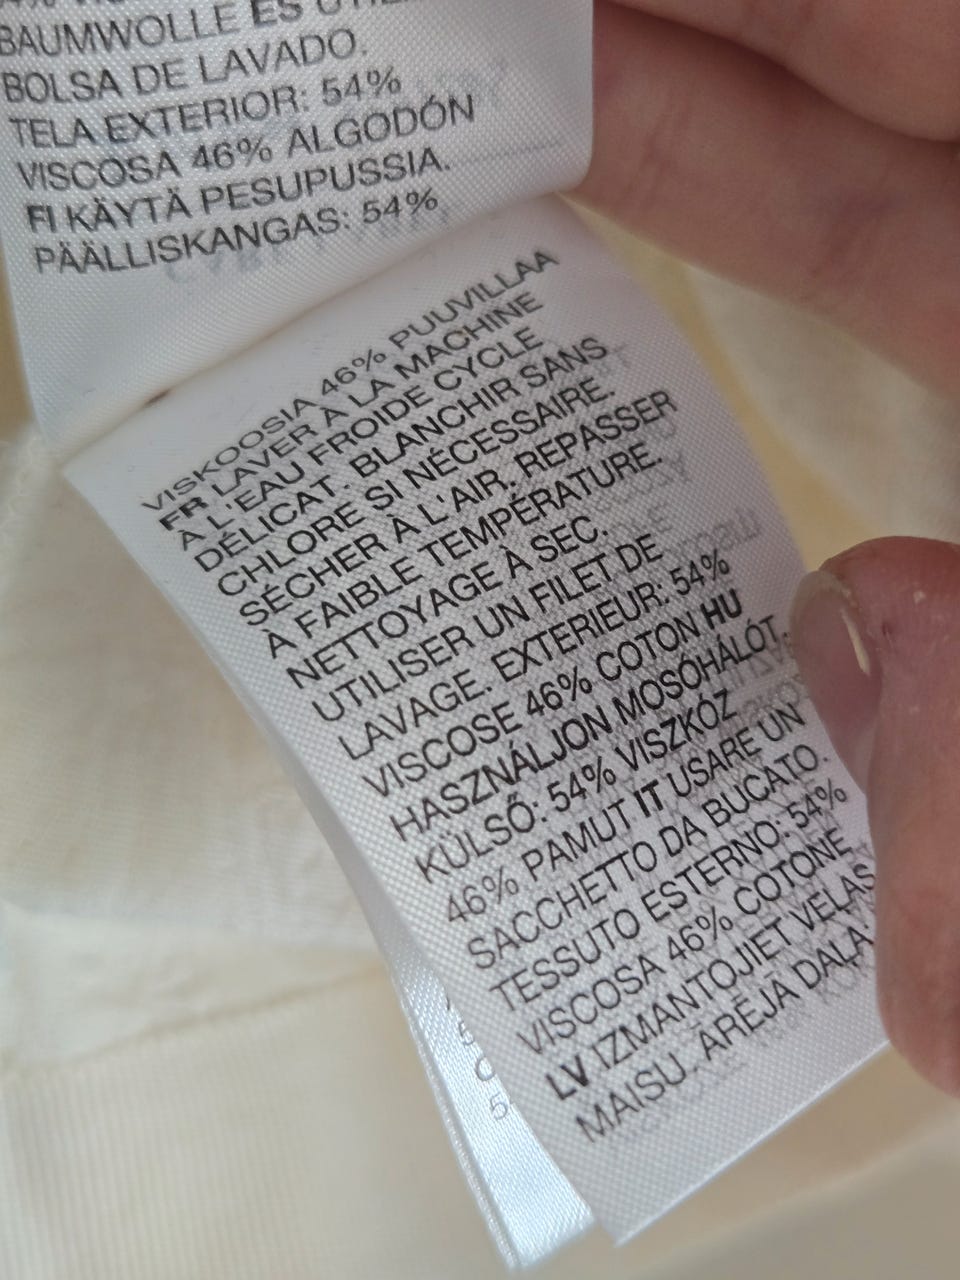 BAUMWOLLE ES
BOLSA DE LAVADO.
TELA EXTERIOR: 54%
VISCOSA 46% ALGODÓN
FI KÄYTÄ PESUPUSSIA.
PÄÄLLISKANGAS: 54%
VISKOOSIA 46% PUUVILLAA
FR LAVER À LA MACHINE
À L'EAU FROIDE CYCLE
DÉLICAT. BLANCHIR SANS
CHLORE SI NÉCESSAIRE.
SÉCHER À L'AIR. REPASSER
À FAIBLE TEMPÉRATURE.
NETTOYAGE À SEC.
UTILISER UN FILET DE
LAVAGE. EXTERIEUR: 54%
VISCOSE 46% COTON HU
HASZNÁLJON MOSÓHÁLÓT.
KÜLSŐ: 54% VISZKÓZ
46% PAMUT IT USARE UN
SACCHETTO DA BUCATO.
TESSUTO ESTERNO: 54%
VISCOSA 46% COTONE
LV IZMANTOJIET VEĻAS
MAISU. ĀRĒJĀ DAĻA: